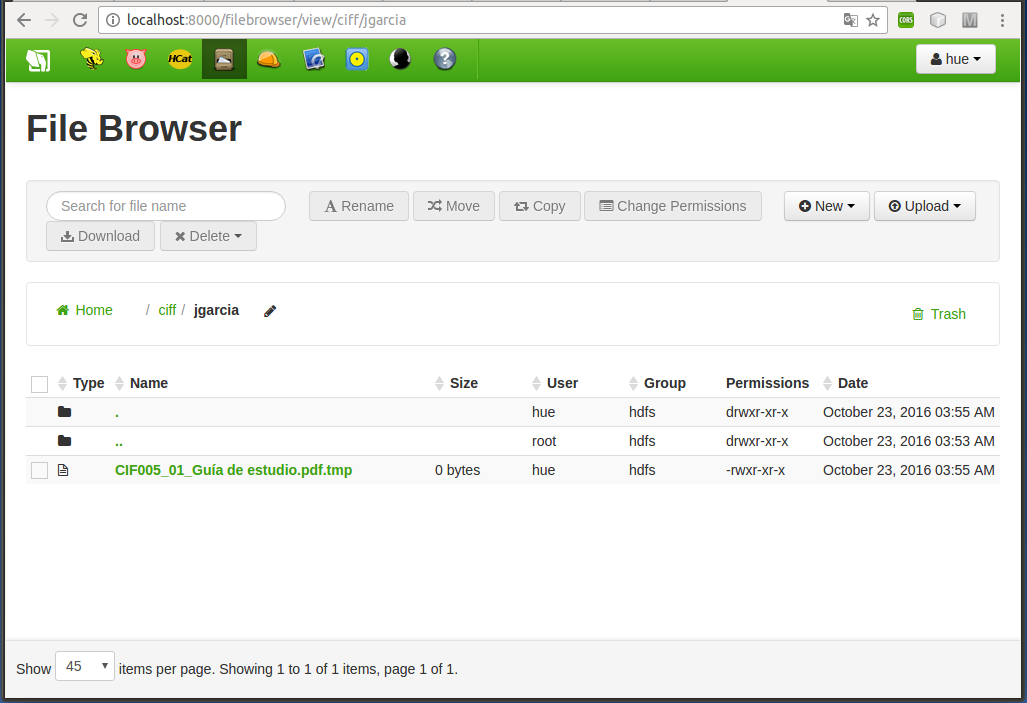 localhost:8000/filebrowser/view/ciff/jgarcia
CORS
M
HCat
hue
File Browser
Search for file name
Rename
Move
Copy
Change Permissions
New
Upload
Download
Delete
Home / ciff / jgarcia
Trash
Type Name Size User Group Permissions Date
. hue hdfs drwxr-xr-x October 23, 2016 03:55 AM
.. root hdfs drwxr-xr-x October 23, 2016 03:53 AM
CIF005_01_Guía de estudio.pdf.tmp 0 bytes hue hdfs -rwxr-xr-x October 23, 2016 03:55 AM
Show 45 items per page. Showing 1 to 1 of 1 items, page 1 of 1.